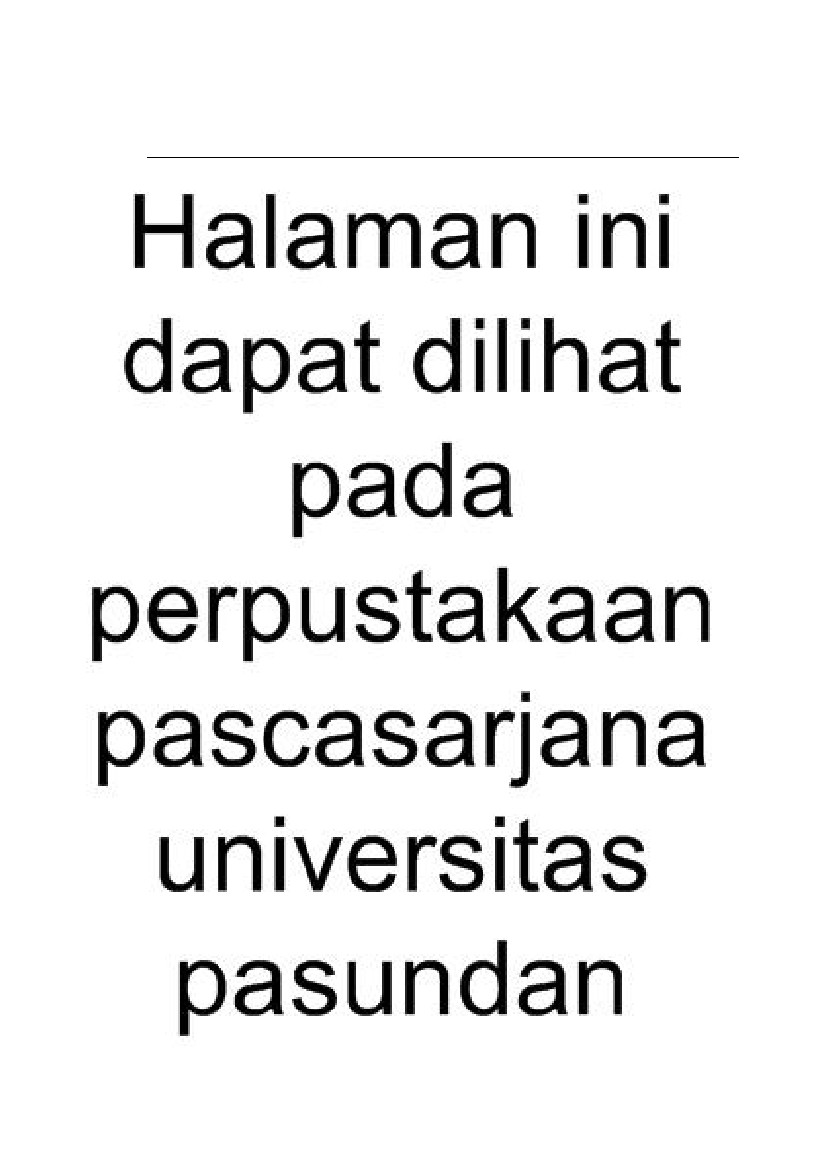 Halaman ini
dapat dilihat
pada
perpustakaan
pascasarjana
universitas
pasundan